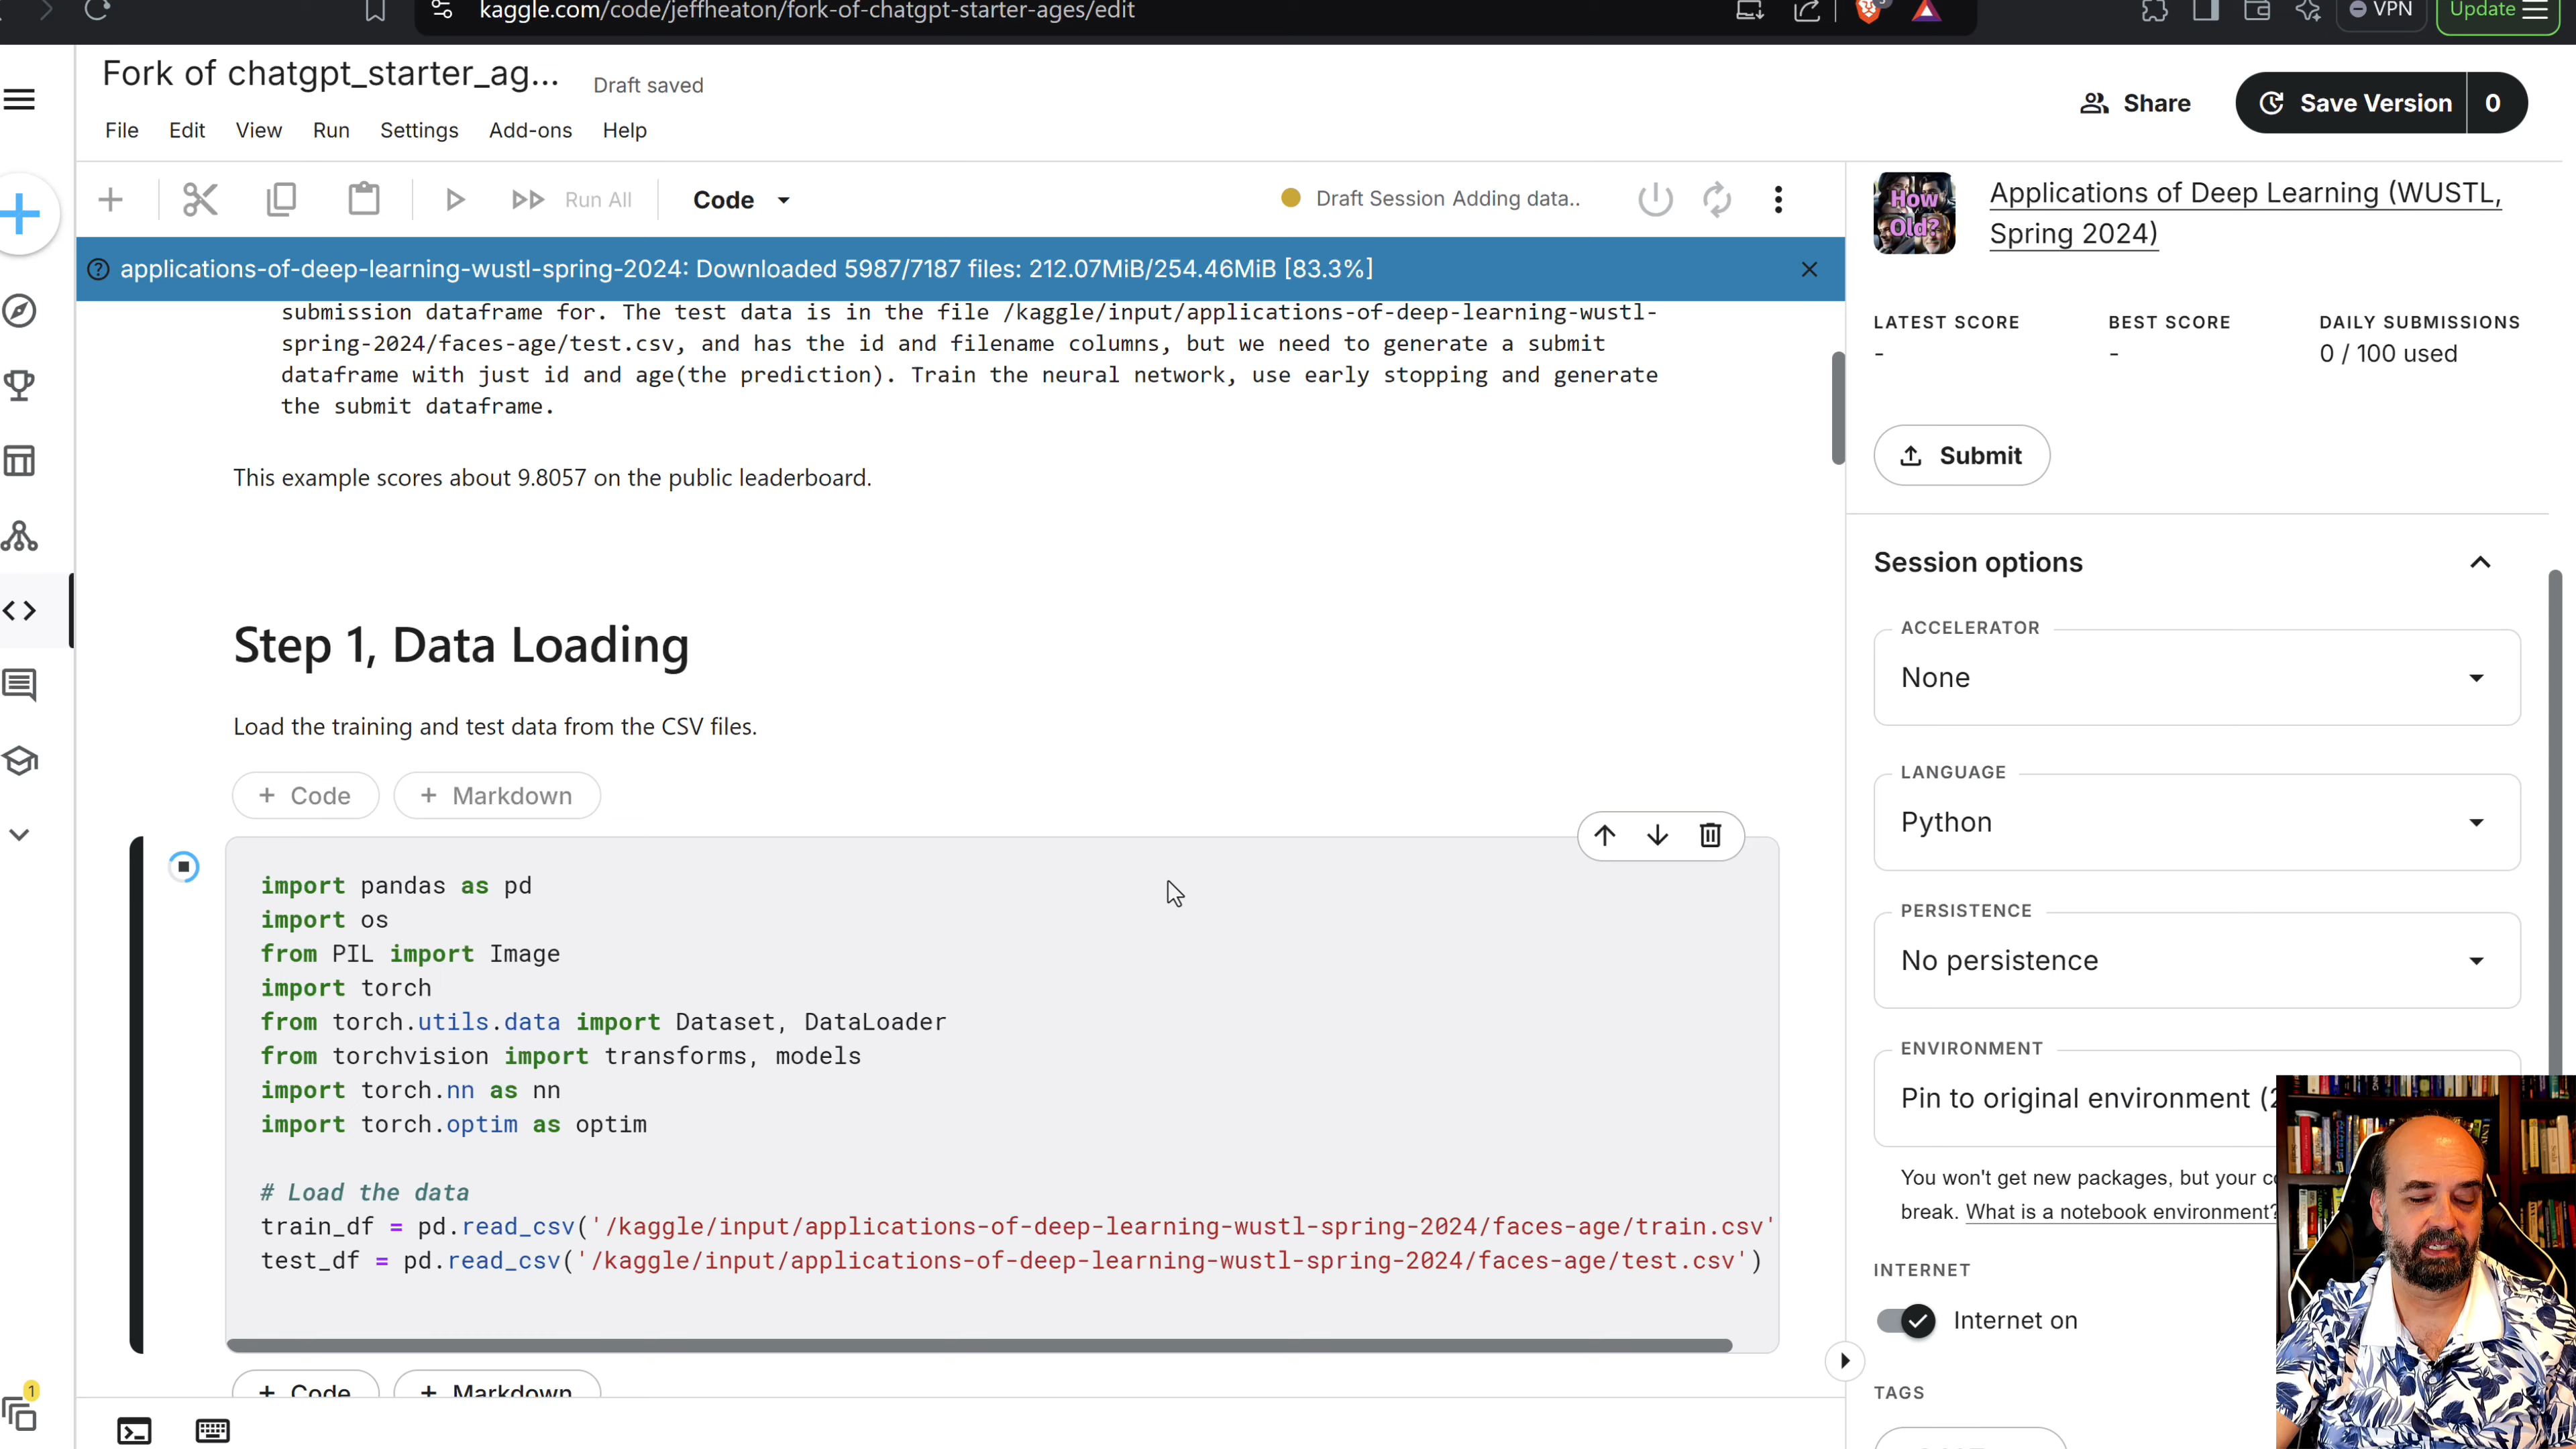 kaggle.com/code/jeffheaton/fork-of-chatgpt-starter-ages/edit
VPN
Update
Fork of chatgpt_starter_ag...
Draft saved
File Edit View Run Settings Add-ons Help
Share
Save Version 0
Run All
Code
Draft Session Adding data..
applications-of-deep-learning-wustl-spring-2024: Downloaded 5987/7187 files: 212.07MiB/254.46MiB [83.3%]
submission dataframe for. The test data is in the file /kaggle/input/applications-of-deep-learning-wustl-
spring-2024/faces-age/test.csv, and has the id and filename columns, but we need to generate a submit
dataframe with just id and age(the prediction). Train the neural network, use early stopping and generate
the submit dataframe.
This example scores about 9.8057 on the public leaderboard.
Step 1, Data Loading
Load the training and test data from the CSV files.
+ Code + Markdown
import pandas as pd
import os
from PIL import Image
import torch
from torch.utils.data import Dataset, DataLoader
from torchvision import transforms, models
import torch.nn as nn
import torch.optim as optim
# Load the data
train_df = pd.read_csv('/kaggle/input/applications-of-deep-learning-wustl-spring-2024/faces-age/train.csv'
test_df = pd.read_csv('/kaggle/input/applications-of-deep-learning-wustl-spring-2024/faces-age/test.csv')
+ Code + Markdown
1
How
Old?
Applications of Deep Learning (WUSTL,
Spring 2024)
LATEST SCORE BEST SCORE DAILY SUBMISSIONS
- - 0 / 100 used
Submit
Session options
ACCELERATOR
None
LANGUAGE
Python
PERSISTENCE
No persistence
ENVIRONMENT
Pin to original environment (2
You won't get new packages, but your
break. What is a notebook environment?
INTERNET
Internet on
TAGS